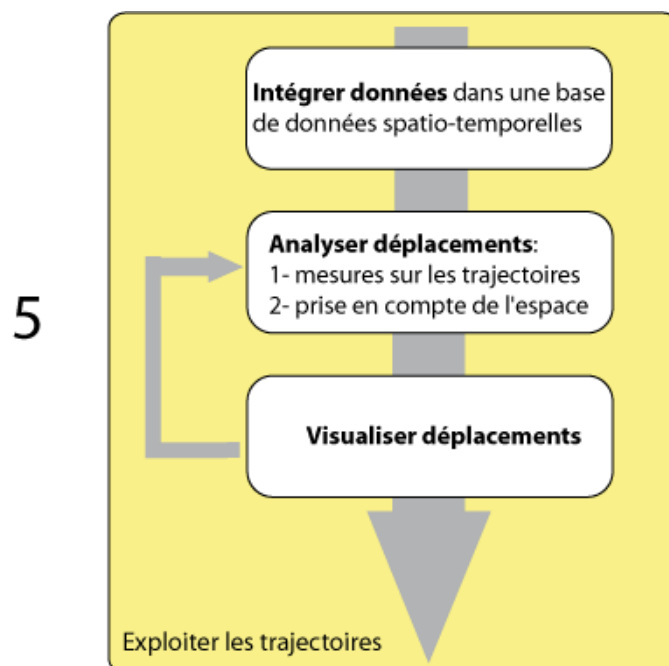 Intégrer données dans une base
de données spatio-temporelles
Analyser déplacements:
1- mesures sur les trajectoires
2- prise en compte de l'espace
5
Visualiser déplacements
Exploiter les trajectoires